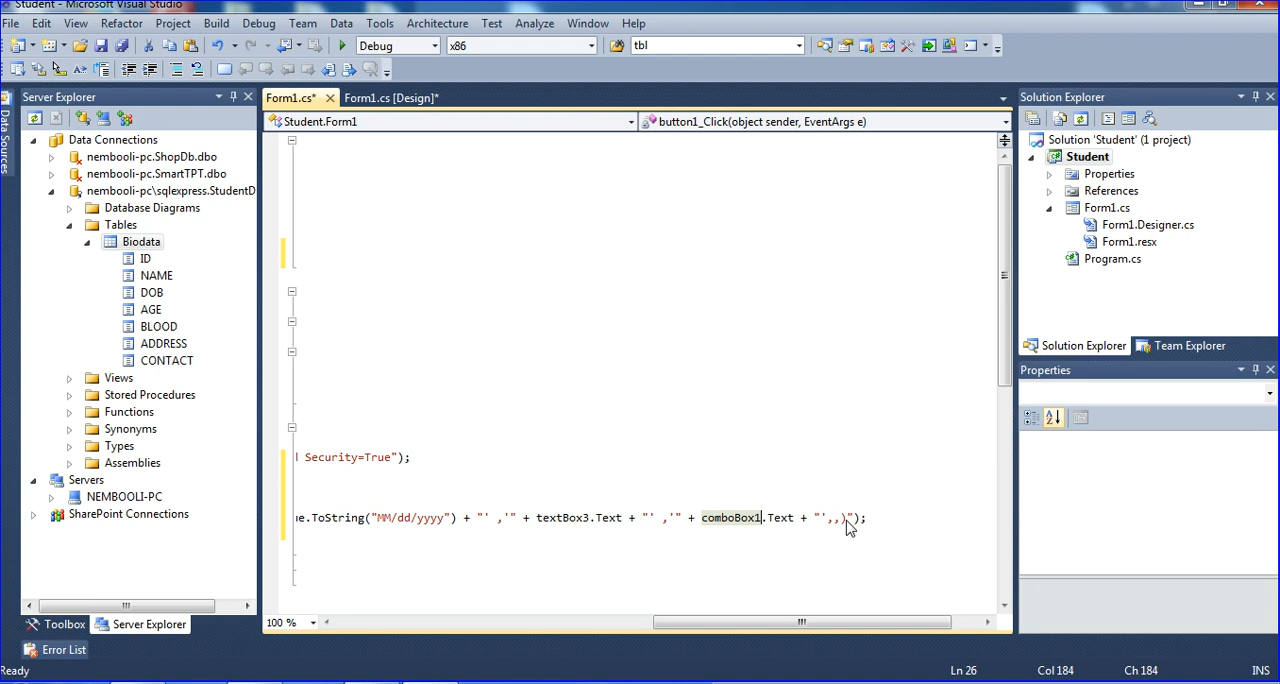 Student - Microsoft Visual Studio
File Edit View Refactor Project Build Debug Team Data Tools Architecture Test Analyze Window Help
Debug x86 tbl
Server Explorer
Form1.cs* Form1.cs [Design]*
Solution Explorer
Data Sources
Student.Form1 button1_Click(object sender, EventArgs e)
Data Connections
nembooli-pc.ShopDb.dbo
nembooli-pc.SmartTPT.dbo
nembooli-pc\sqlexpress.StudentD
Database Diagrams
Tables
Biodata
ID
NAME
DOB
AGE
BLOOD
ADDRESS
CONTACT
Views
Stored Procedures
Functions
Synonyms
Types
Assemblies
Servers
NEMBOOLI-PC
SharePoint Connections
Toolbox Server Explorer
Error List
l Security=True");
e.ToString("MM/dd/yyyy") + "' ,'" + textBox3.Text + "' ,'" + comboBox1.Text + "',,)");
100 %
Solution 'Student' (1 project)
Student
Properties
References
Form1.cs
Form1.Designer.cs
Form1.resx
Program.cs
Solution Explorer Team Explorer
Properties
Ready Ln 26 Col 184 Ch 184 INS